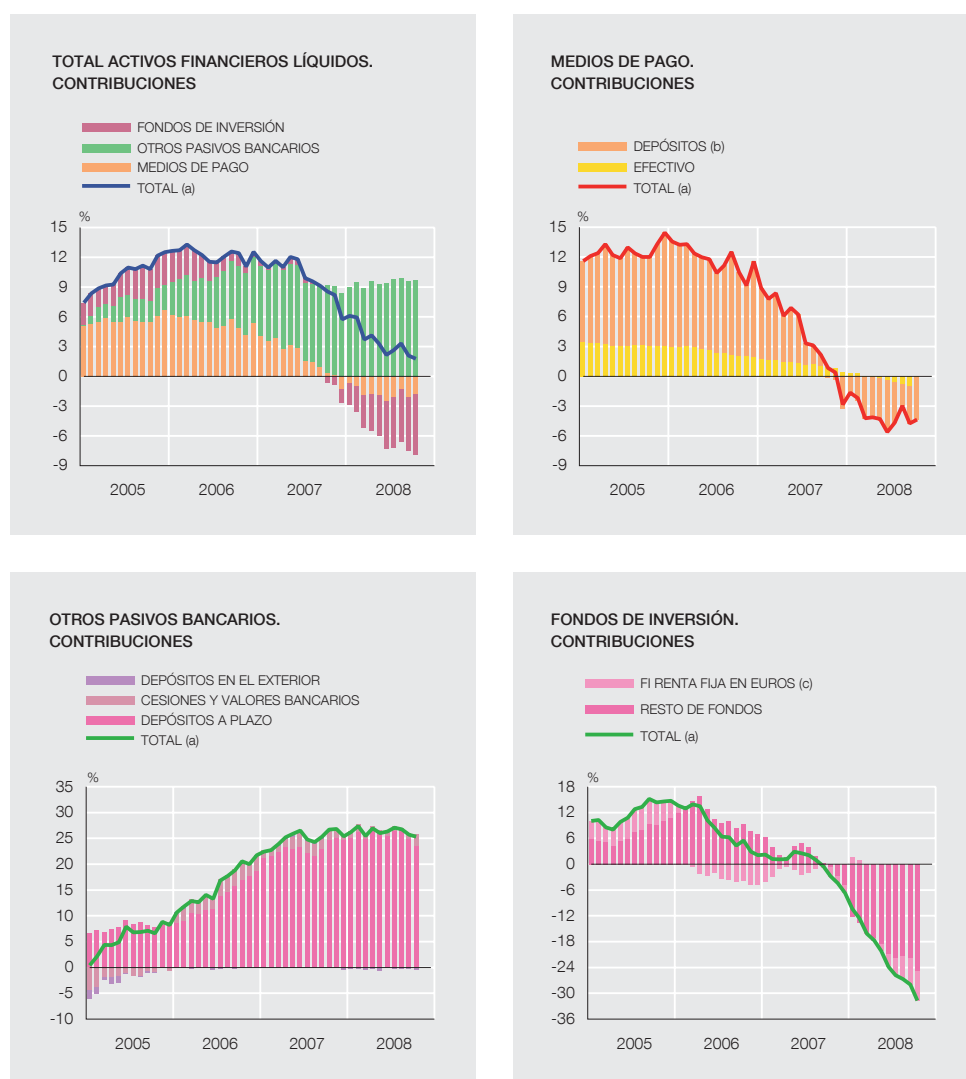 TOTAL ACTIVOS FINANCIEROS LÍQUIDOS.
CONTRIBUCIONES
FONDOS DE INVERSIÓN
OTROS PASIVOS BANCARIOS
MEDIOS DE PAGO
TOTAL (a)
%
15
12
9
6
3
0
-3
-6
-9
2005 2006 2007 2008
MEDIOS DE PAGO.
CONTRIBUCIONES
DEPÓSITOS (b)
EFECTIVO
TOTAL (a)
%
15
12
9
6
3
0
-3
-6
-9
2005 2006 2007 2008
OTROS PASIVOS BANCARIOS.
CONTRIBUCIONES
DEPÓSITOS EN EL EXTERIOR
CESIONES Y VALORES BANCARIOS
DEPÓSITOS A PLAZO
TOTAL (a)
%
35
30
25
20
15
10
5
0
-5
-10
2005 2006 2007 2008
FONDOS DE INVERSIÓN.
CONTRIBUCIONES
FI RENTA FIJA EN EUROS (c)
RESTO DE FONDOS
TOTAL (a)
%
18
12
6
0
-6
-12
-18
-24
-30
-36
2005 2006 2007 2008